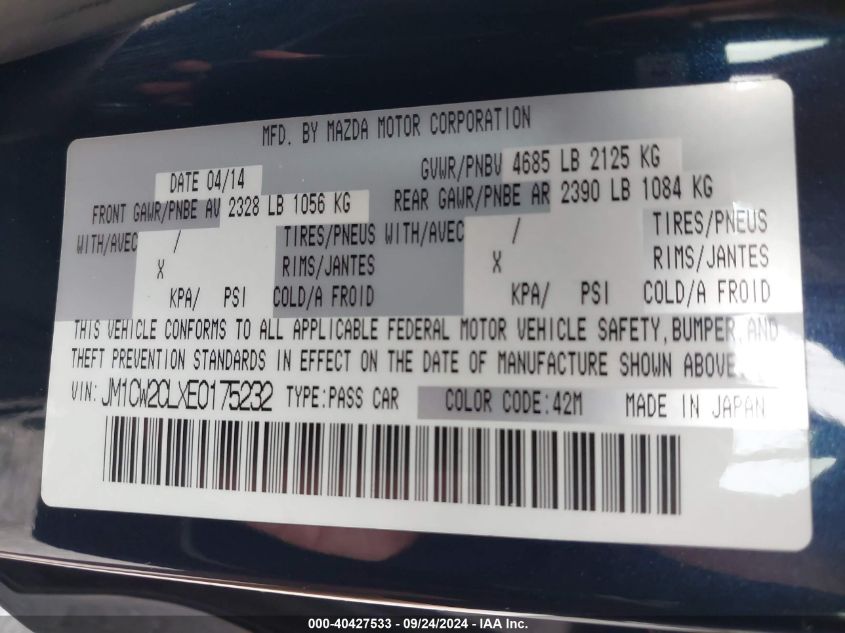 MFD. BY MAZDA MOTOR CORPORATION
DATE 04/14 GVWR/PNBV 4685 LB 2125 KG
FRONT GAWR/PNBE AV 2328 LB 1056 KG REAR GAWR/PNBE AR 2390 LB 1084 KG
WITH/AVEC / TIRES/PNEUS WITH/AVEC / TIRES/PNEUS
X RIMS/JANTES X RIMS/JANTES
KPA/ PSI COLD/A FROID KPA/ PSI COLD/A FROID
THIS VEHICLE CONFORMS TO ALL APPLICABLE FEDERAL MOTOR VEHICLE SAFETY, BUMPER, AND
THEFT PREVENTION STANDARDS IN EFFECT ON THE DATE OF MANUFACTURE SHOWN ABOVE.
VIN: JM1CW2CLXE0175232 TYPE:PASS CAR COLOR CODE:42M MADE IN JAPAN
000-40427533 - 09/24/2024 - IAA Inc.